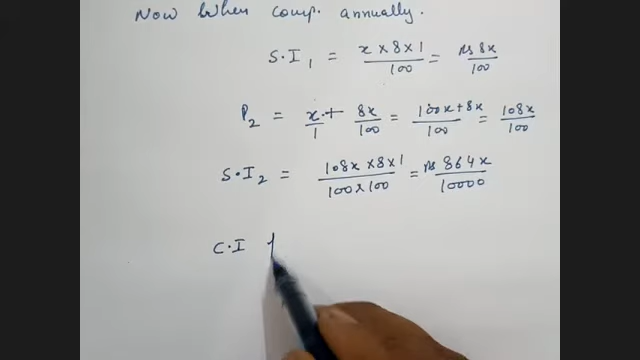 Now When comp. annually.
S.I₁ = x × 8 × 1 / 100 = Rs 8x / 100
P₂ = x / 1 + 8x / 100 = 100x + 8x / 100 = 108x / 100
S.I₂ = 108x × 8 × 1 / 100 × 100 = Rs 864x / 10000
C.I